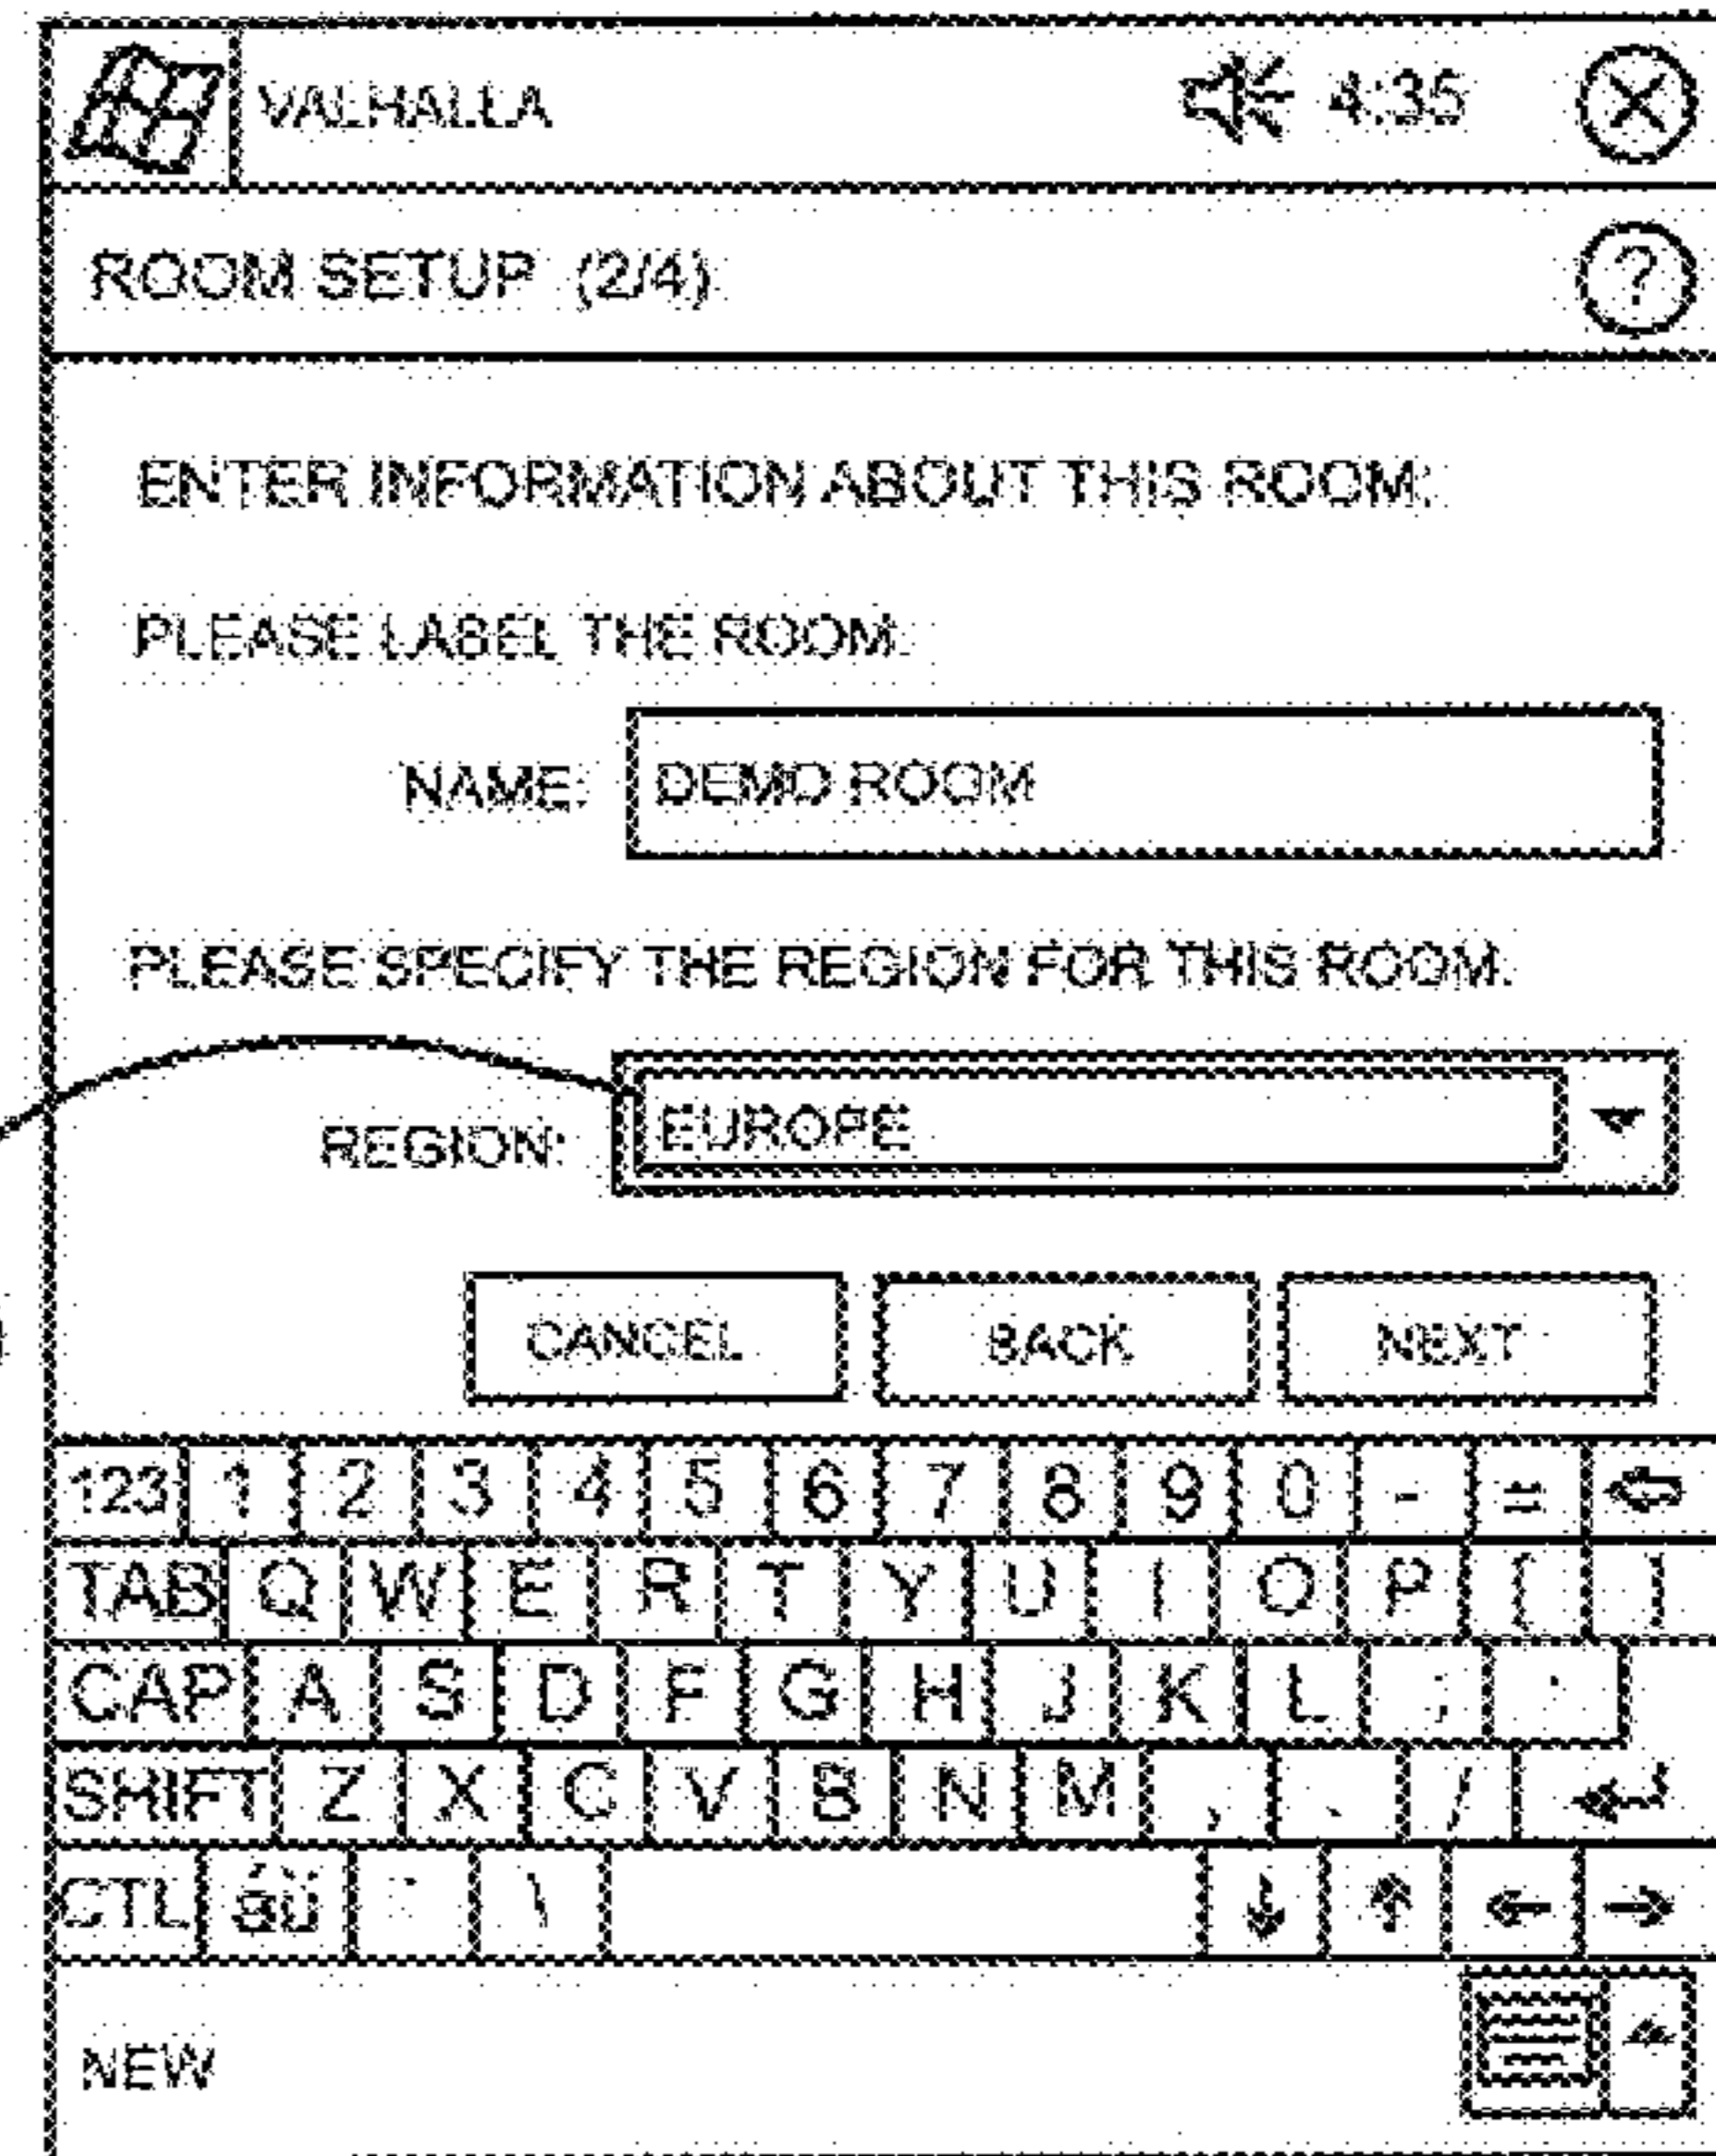 VALHALLA 4:35
ROOM SETUP (2/4) ?
ENTER INFORMATION ABOUT THIS ROOM:
PLEASE LABEL THE ROOM.
NAME: DEMO ROOM
PLEASE SPECIFY THE REGION FOR THIS ROOM.
REGION: EUROPE
CANCEL BACK NEXT
123 1 2 3 4 5 6 7 8 9 0 - =
TAB Q W E R T Y U I O P [ ]
CAP A S D F G H J K L ; '
SHIFT Z X C V B N M , . /
CTL áü \
NEW